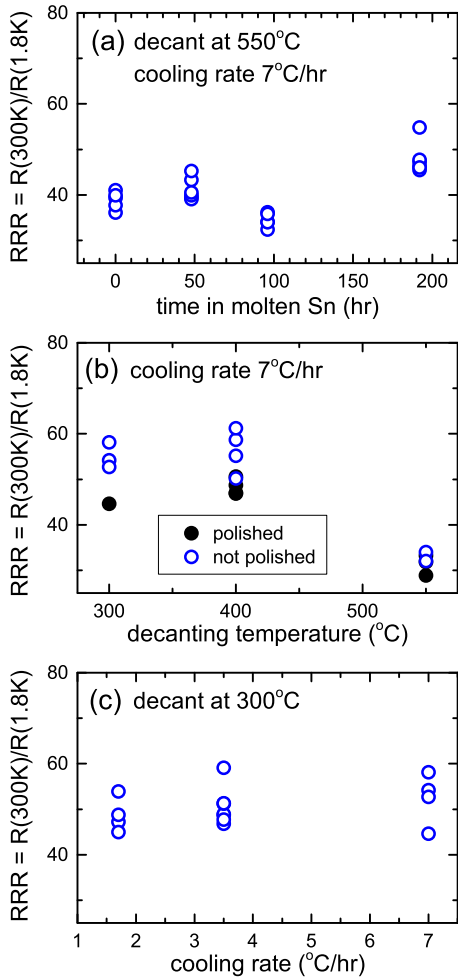 80
(a) decant at 550°C
cooling rate 7°C/hr
60
40
RRR = R(300K)/R(1.8K)
0 50 100 150 200
time in molten Sn (hr)
80
(b) cooling rate 7°C/hr
60
40
RRR = R(300K)/R(1.8K)
polished
not polished
300 400 500
decanting temperature (°C)
80
(c) decant at 300°C
60
40
RRR = R(300K)/R(1.8K)
1 2 3 4 5 6 7
cooling rate (°C/hr)